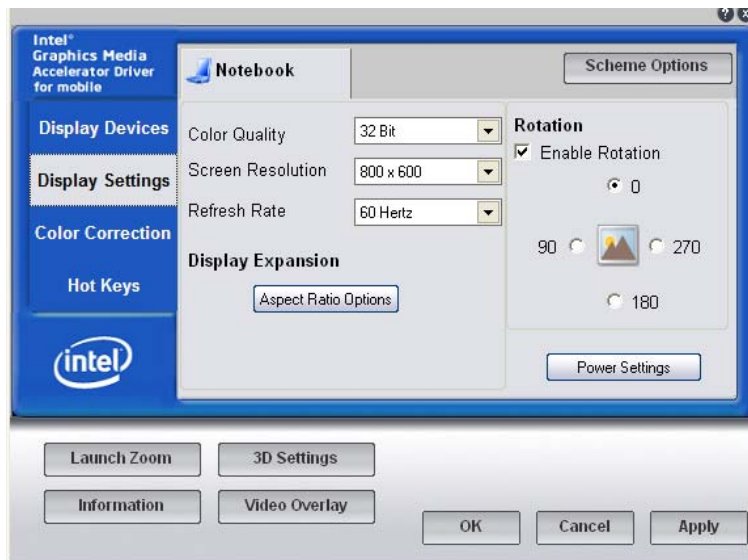 Intel®
Graphics Media
Accelerator Driver
for mobile
Notebook
Scheme Options
Display Devices
Display Settings
Color Correction
Hot Keys
intel
Color Quality
32 Bit
Screen Resolution
800 x 600
Refresh Rate
60 Hertz
Display Expansion
Aspect Ratio Options
Rotation
Enable Rotation
0
90
270
180
Power Settings
Launch Zoom
3D Settings
Information
Video Overlay
OK
Cancel
Apply